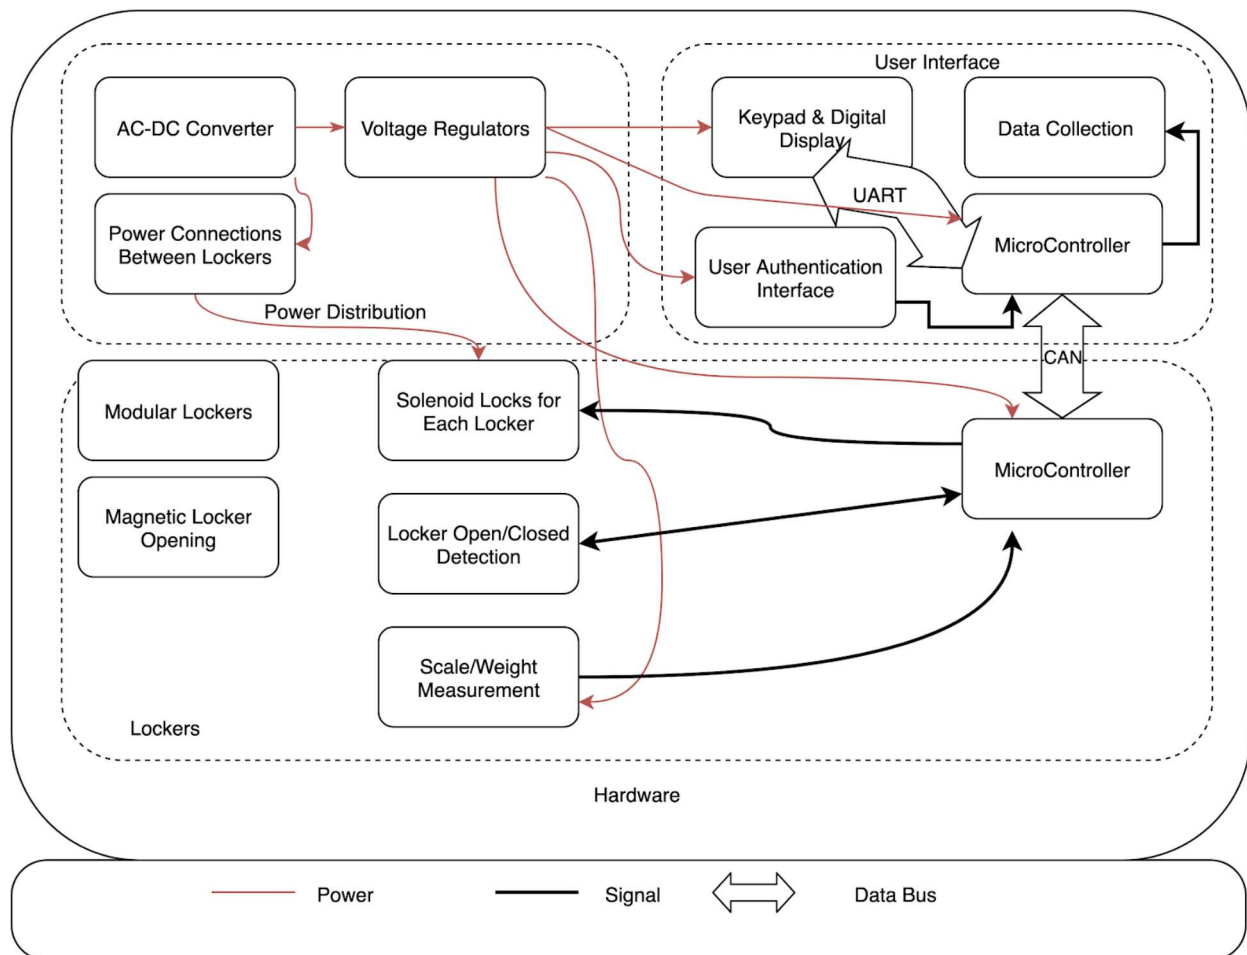 User Interface
AC-DC Converter
Voltage Regulators
Keypad & Digital
Display
Data Collection
UART
Power Connections
Between Lockers
MicroController
User Authentication
Interface
Power Distribution
CAN
Modular Lockers
Solenoid Locks for
Each Locker
MicroController
Magnetic Locker
Opening
Locker Open/Closed
Detection
Scale/Weight
Measurement
Lockers
Hardware
Power
Signal
Data Bus